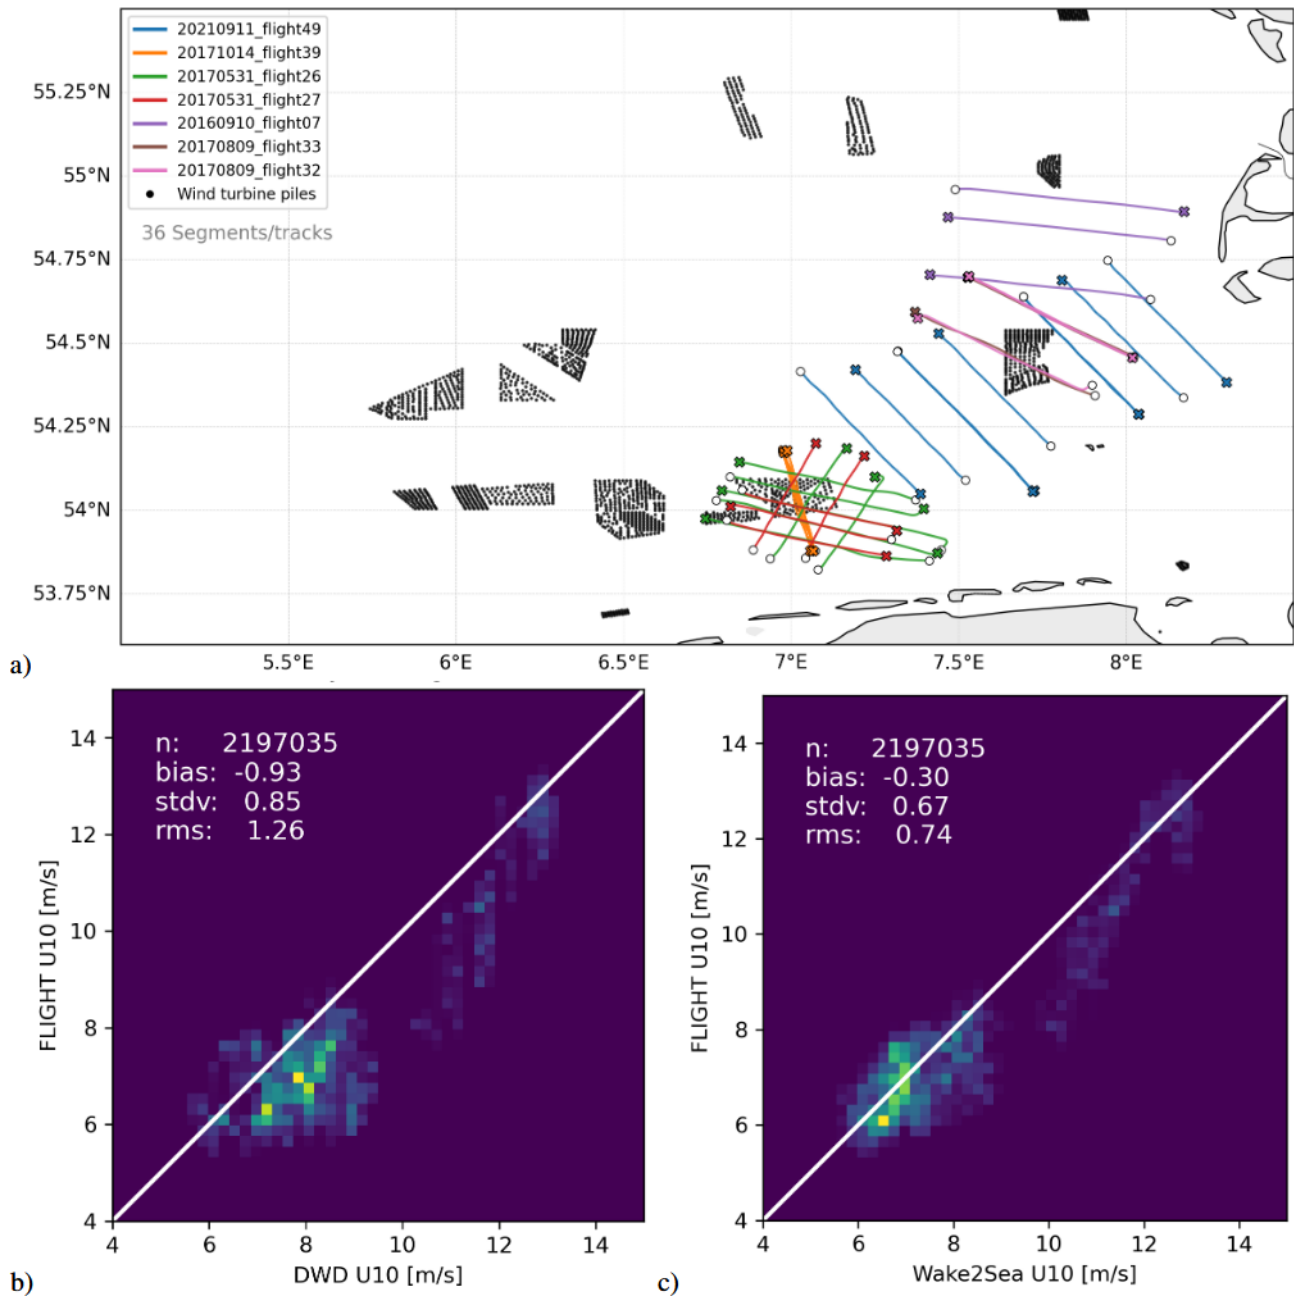 20210911_flight49
20171014_flight39
20170531_flight26
20170531_flight27
20160910_flight07
20170809_flight33
20170809_flight32
Wind turbine piles
36 Segments/tracks
55.25°N
55°N
54.75°N
54.5°N
54.25°N
54°N
53.75°N
5.5°E 6°E 6.5°E 7°E 7.5°E 8°E
a)
n: 2197035
bias: -0.93
stdv: 0.85
rms: 1.26
14
12
10
8
6
4
FLIGHT U10 [m/s]
4 6 8 10 12 14
DWD U10 [m/s]
b)
n: 2197035
bias: -0.30
stdv: 0.67
rms: 0.74
14
12
10
8
6
4
FLIGHT U10 [m/s]
4 6 8 10 12 14
Wake2Sea U10 [m/s]
c)